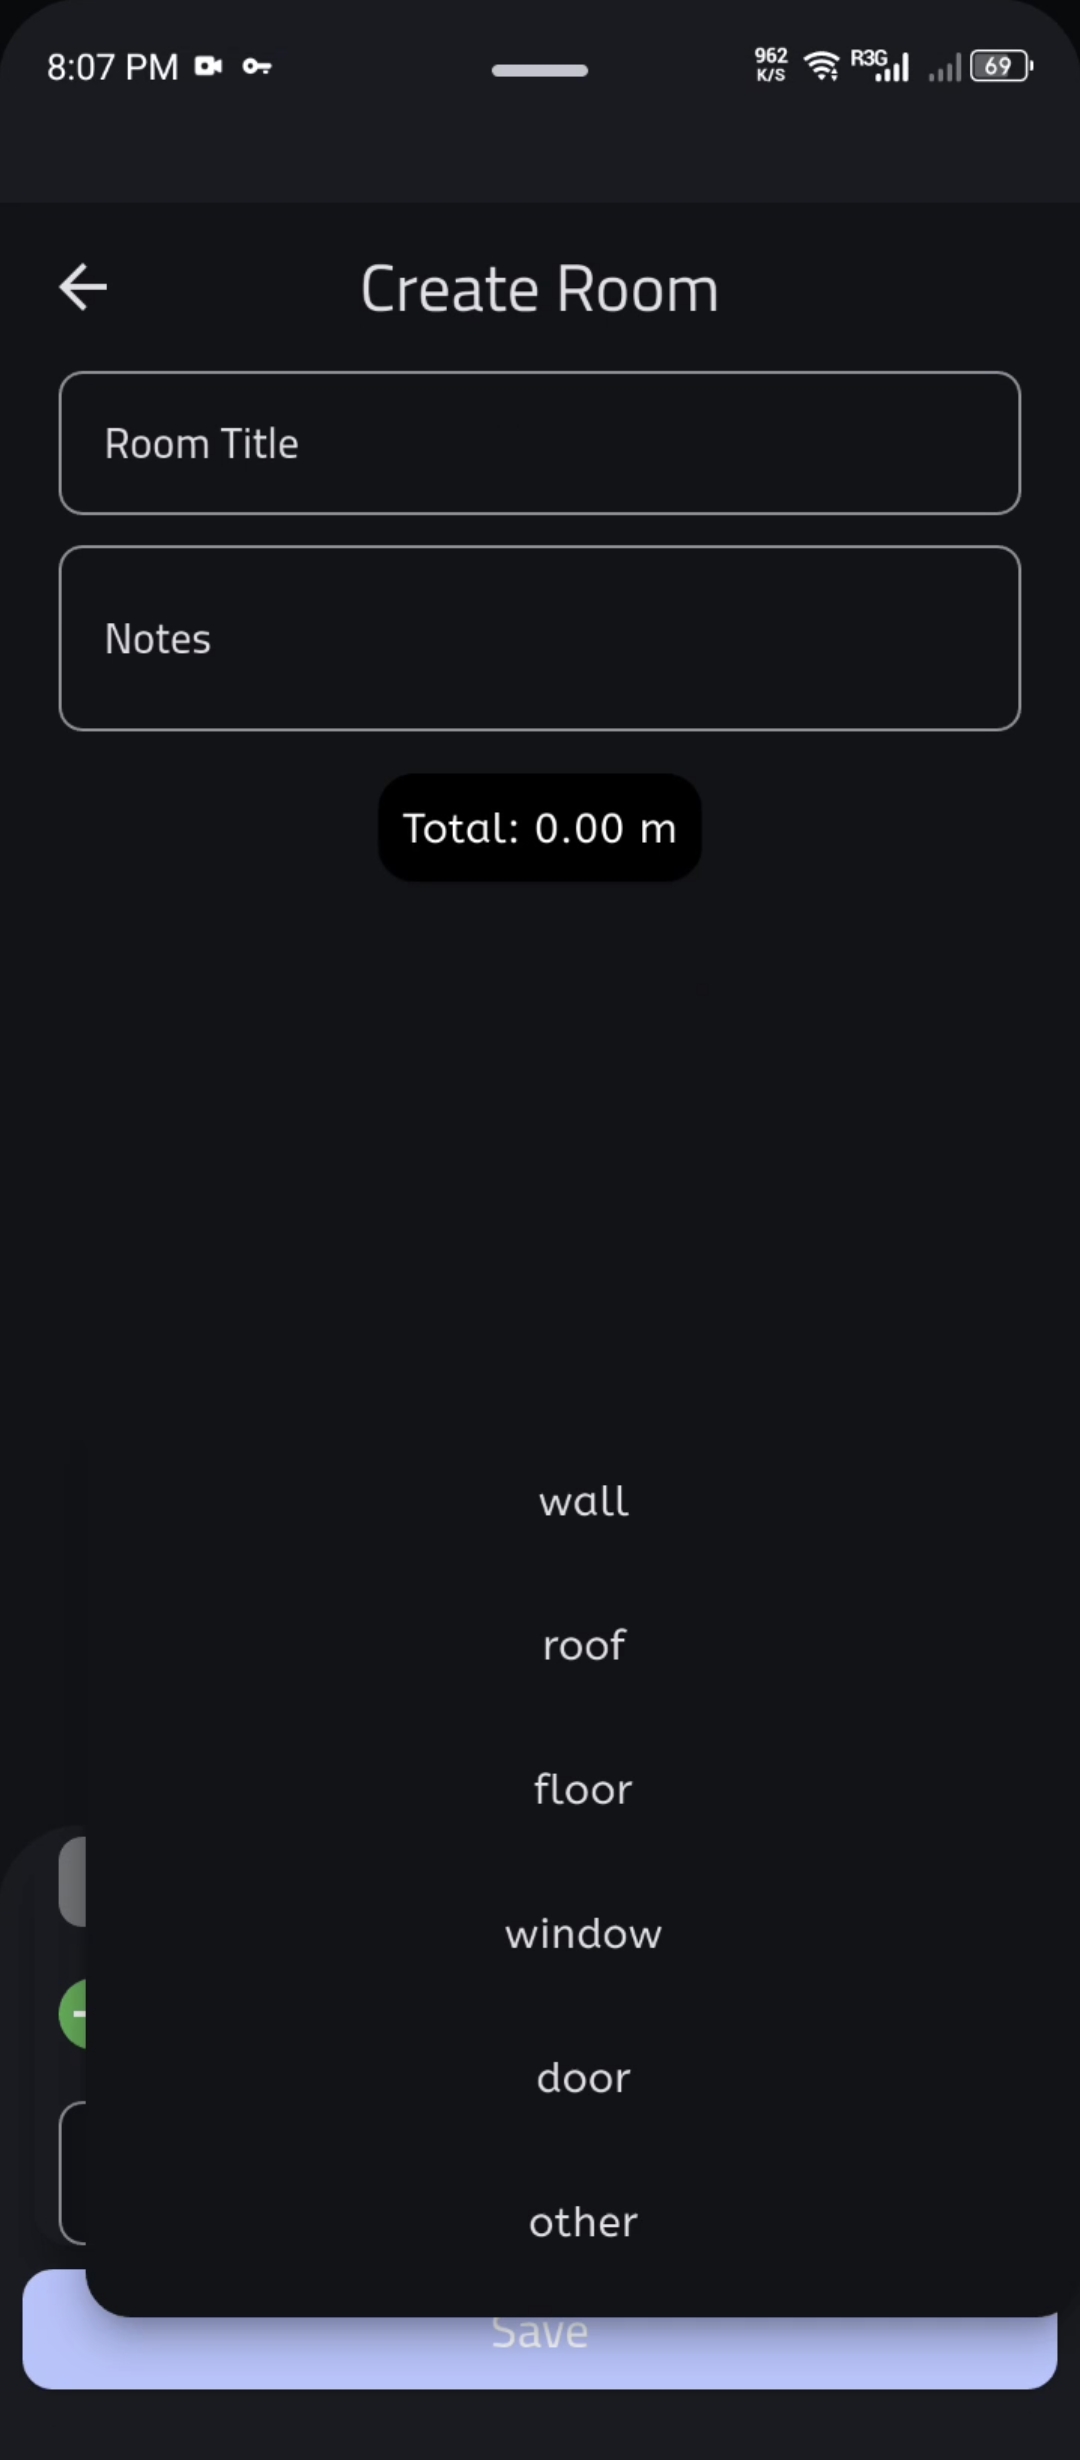 8:07 PM
962
K/S
R3G
69
Create Room
Room Title
Notes
Total: 0.00 m
wall
roof
floor
window
door
other
Save